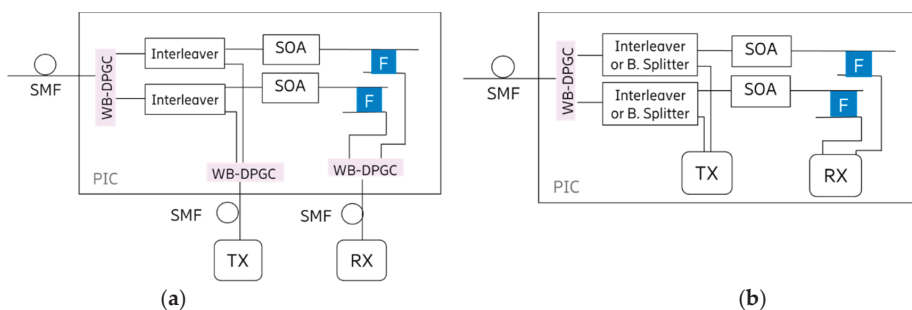 SMF
WB-DPGC
Interleaver
SOA
F
Interleaver
SOA
F
WB-DPGC
WB-DPGC
PIC
SMF
SMF
TX
RX
(a)
SMF
WB-DPGC
Interleaver
or B. Splitter
SOA
F
Interleaver
or B. Splitter
SOA
F
TX
RX
PIC
(b)